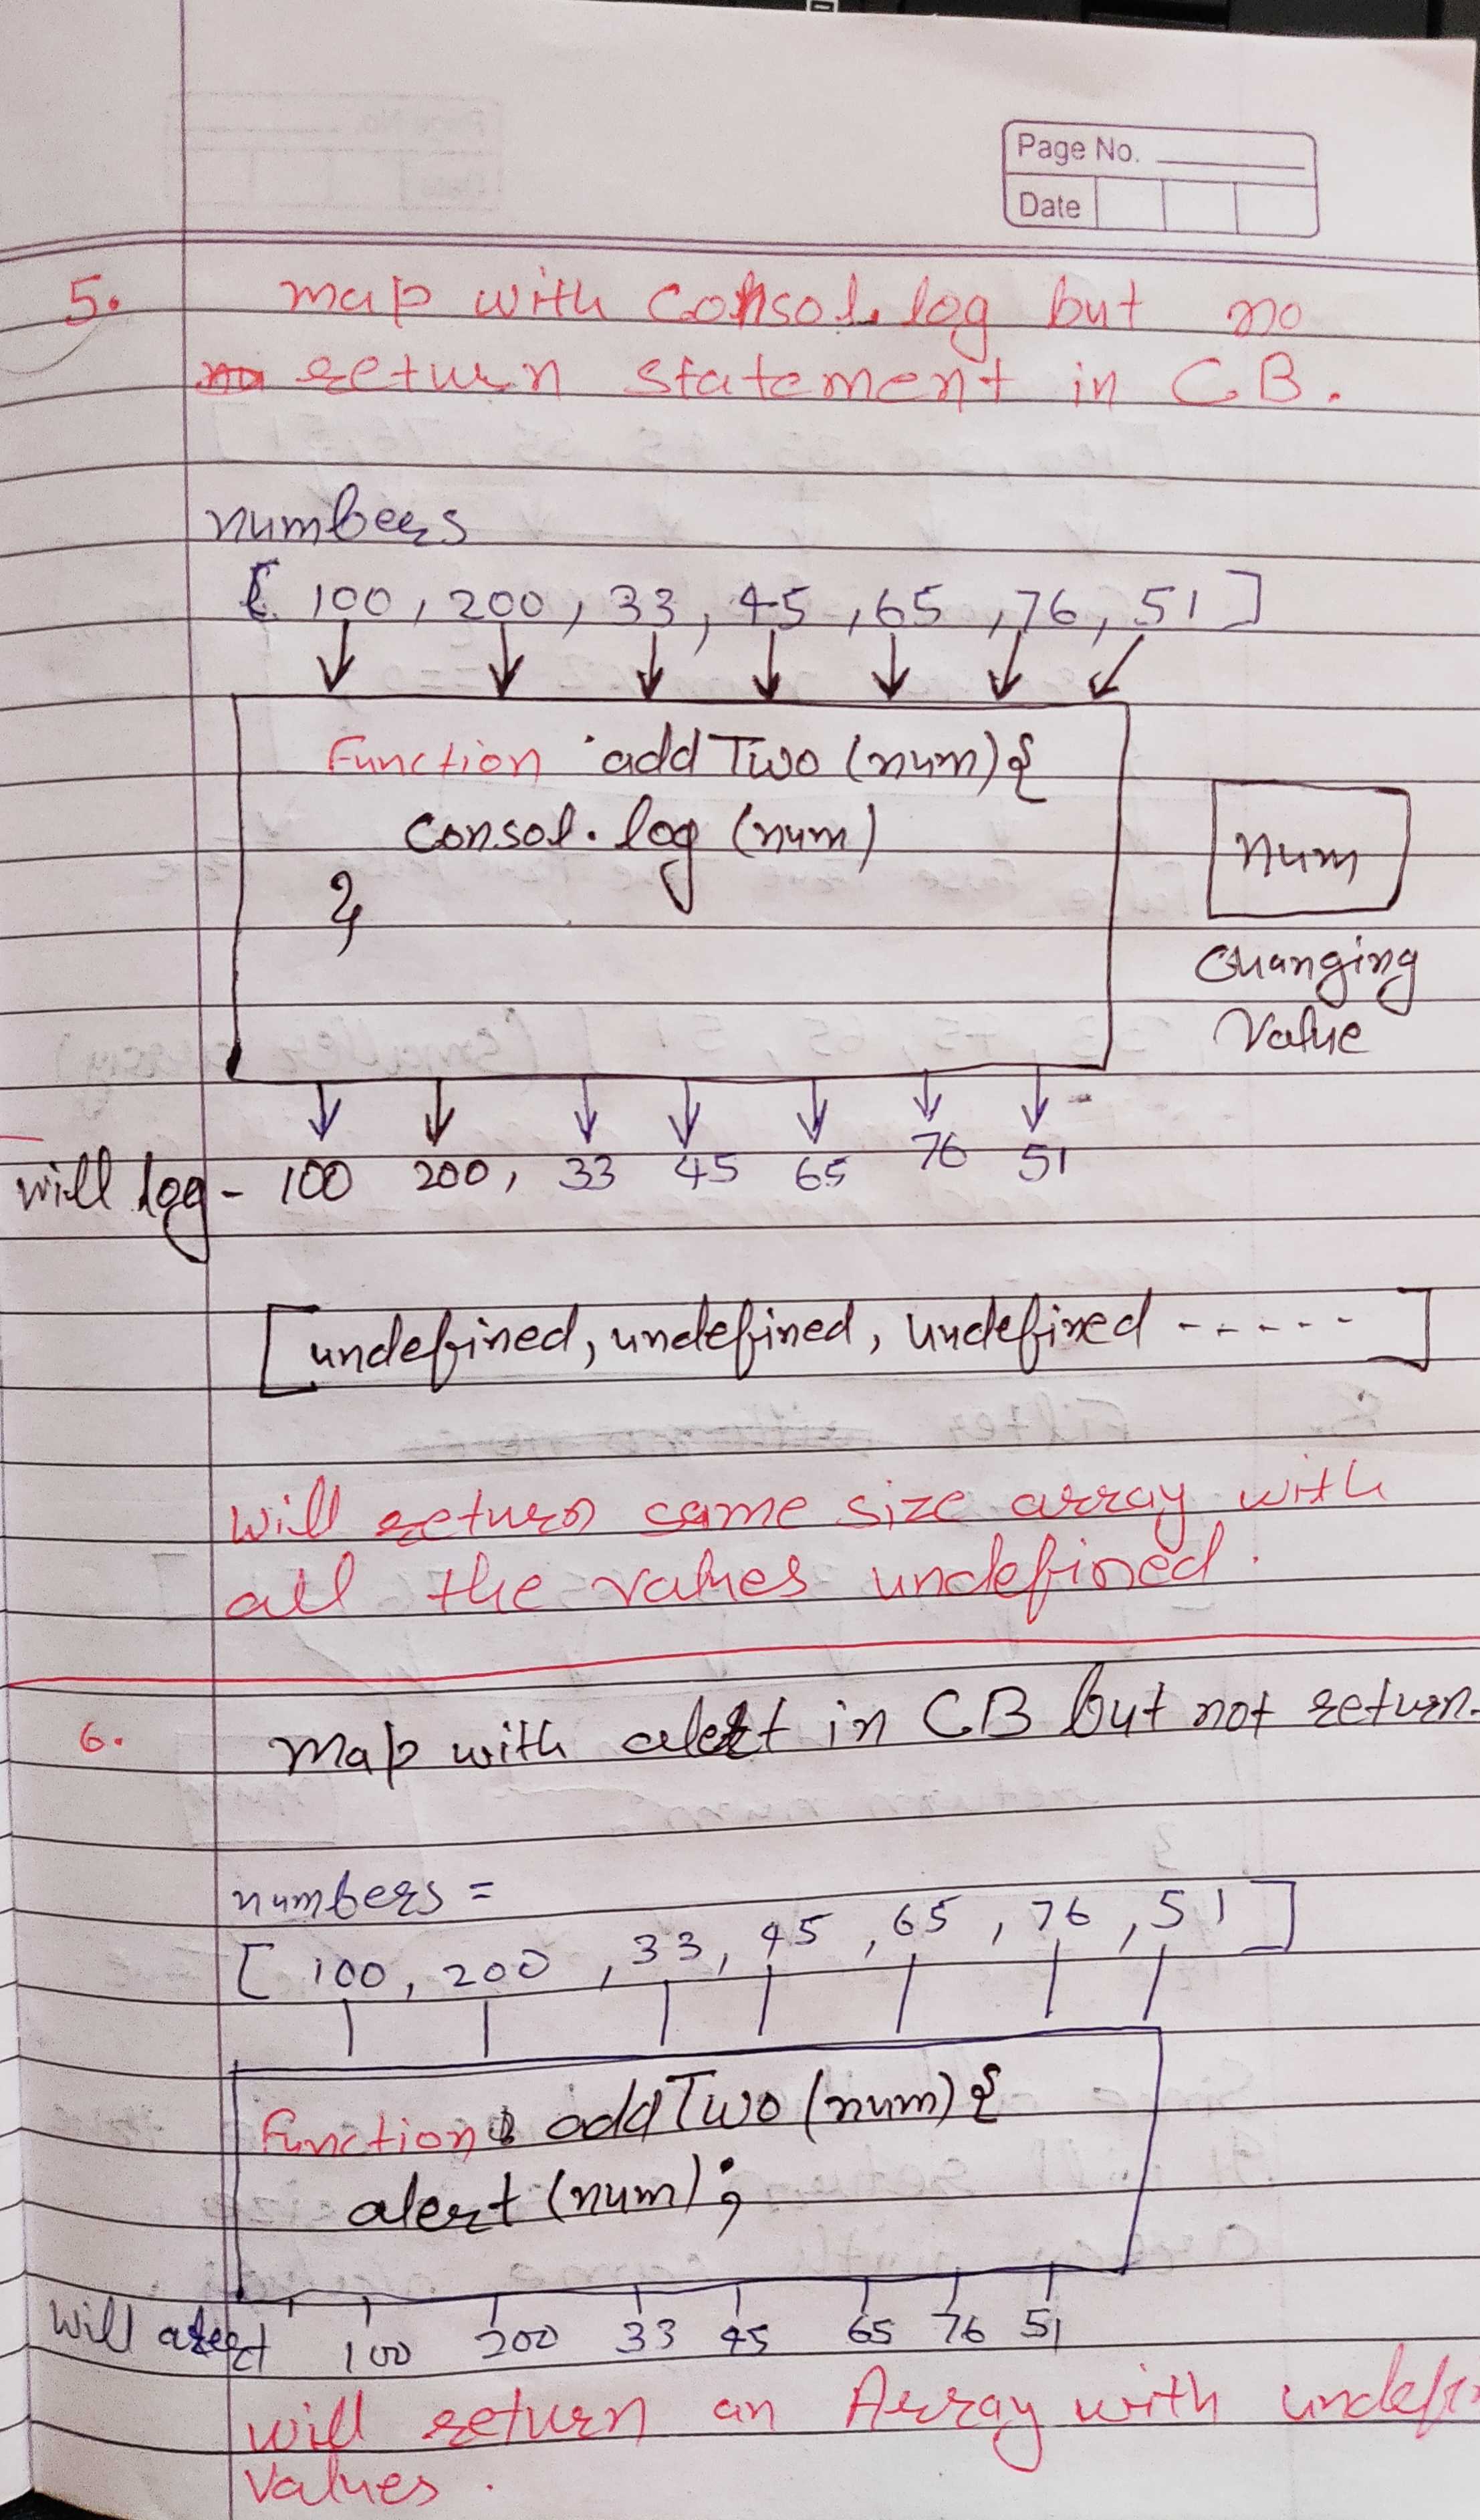 Page No.
Date
5. map with Consol.log but no
return statement in CB.
numbers
[ 100, 200, 33, 45, 65, 76, 51 ]
Function addTwo (num) {
Consol.log (num)
}
num
Changing
Value
will log - 100 200, 33 45 65 76 51
[undefined, undefined, undefined ------]
Will return same size array with
all the values undefined.
6. Map with alert in CB but not return.
numbers =
[ 100, 200, 33, 45, 65, 76, 51 ]
Function addTwo (num) {
alert (num);
Will alert 100 200 33 45 65 76 51
Will return an Array with undefi
Values.